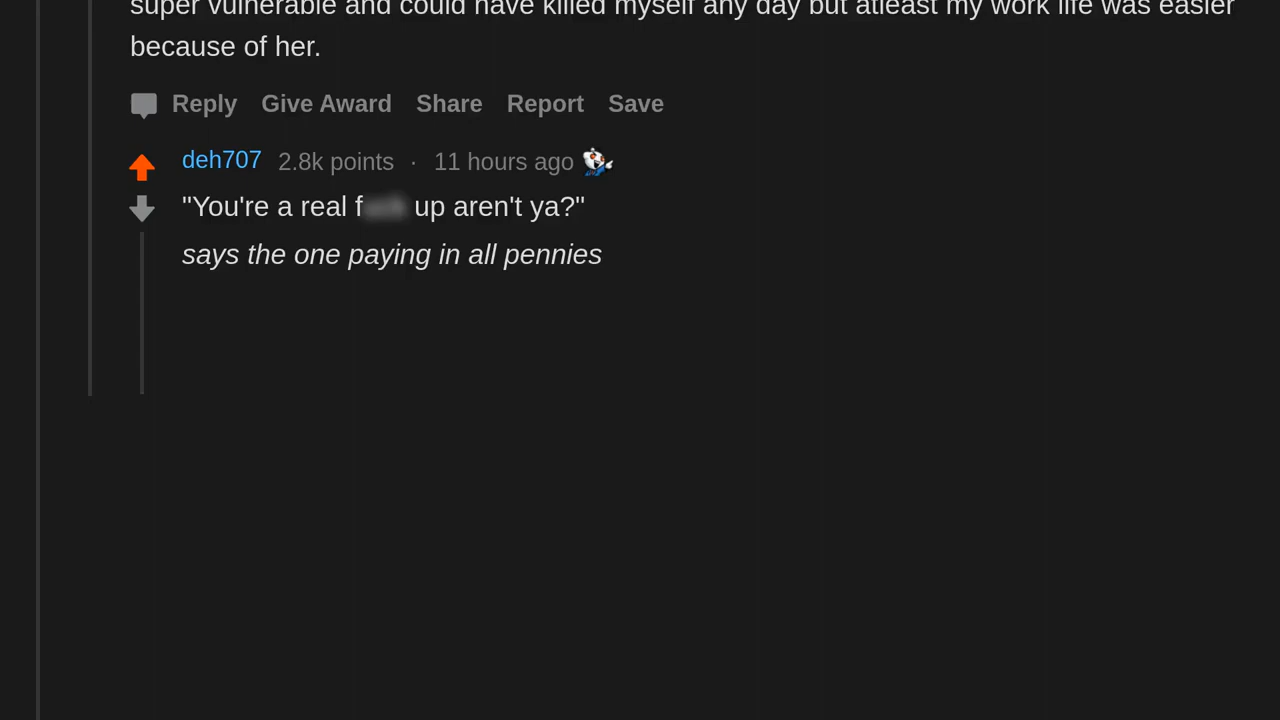 super vulnerable and could have killed myself any day but atleast my work life was easier
because of her.
Reply Give Award Share Report Save
deh707 2.8k points · 11 hours ago
"You're a real f up aren't ya?"
says the one paying in all pennies